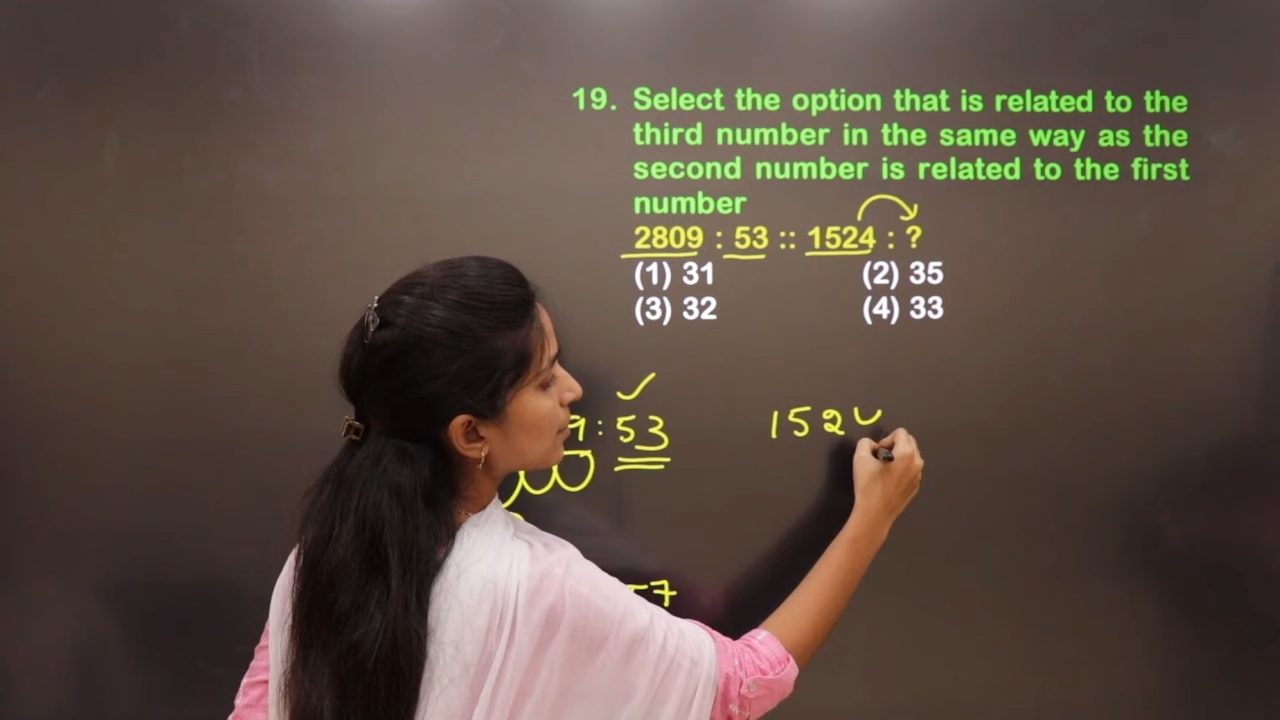 19. Select the option that is related to the
third number in the same way as the
second number is related to the first
number
2809 : 53 :: 1524 : ?
(1) 31 (2) 35
(3) 32 (4) 33
9 : 53 152
57